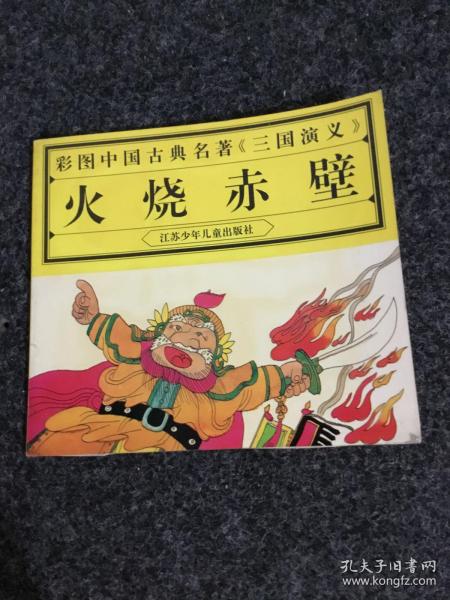 彩图中国古典名著《三国演义》
火烧赤壁
江苏少年儿童出版社
孔夫子旧书网
www.kongfz.com